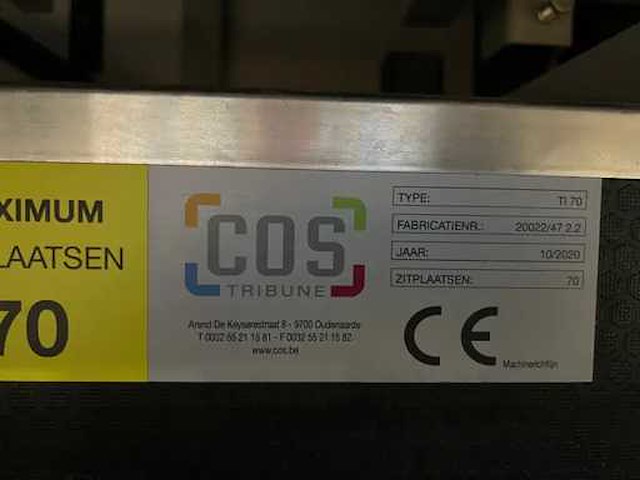 XIMUM
LAATSEN
70
COS
TRIBUNE
Arend De Keyserestraat 8 - 9700 Oudenaarde
T 0032 55 21 15 81 - F 0032 55 21 15 82
www.cos.be
TYPE: TI 70
FABRICATIENR.: 20022/47 2.2
JAAR: 10/2020
ZITPLAATSEN: 70
CE
Machinerichtlijn